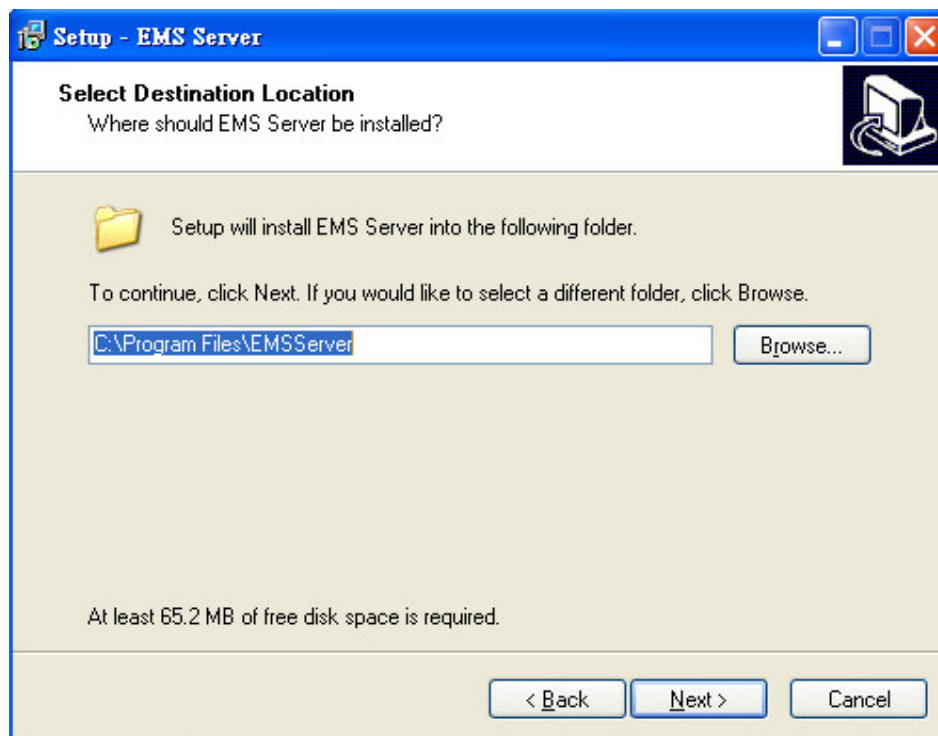 Setup - EMS Server
Select Destination Location
Where should EMS Server be installed?
Setup will install EMS Server into the following folder.
To continue, click Next. If you would like to select a different folder, click Browse.
C:\Program Files\EMSServer
Browse...
At least 65.2 MB of free disk space is required.
< Back
Next >
Cancel